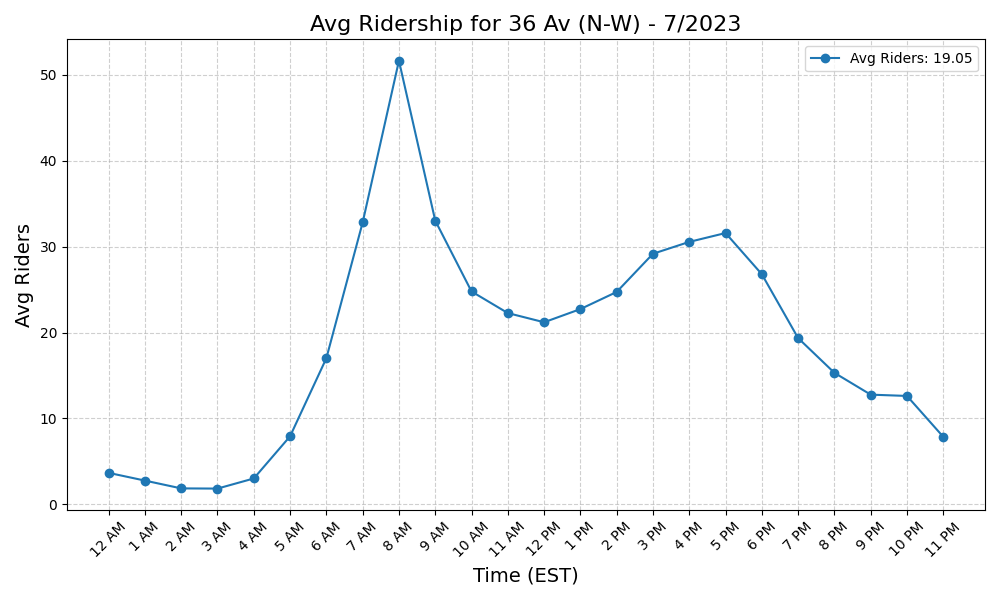 Avg Ridership for 36 Av (N-W) - 7/2023
Avg Riders: 19.05
Avg Riders
50
40
30
20
10
0
12 AM
1 AM
2 AM
3 AM
4 AM
5 AM
6 AM
7 AM
8 AM
9 AM
10 AM
11 AM
12 PM
1 PM
2 PM
3 PM
4 PM
5 PM
6 PM
7 PM
8 PM
9 PM
10 PM
11 PM
Time (EST)